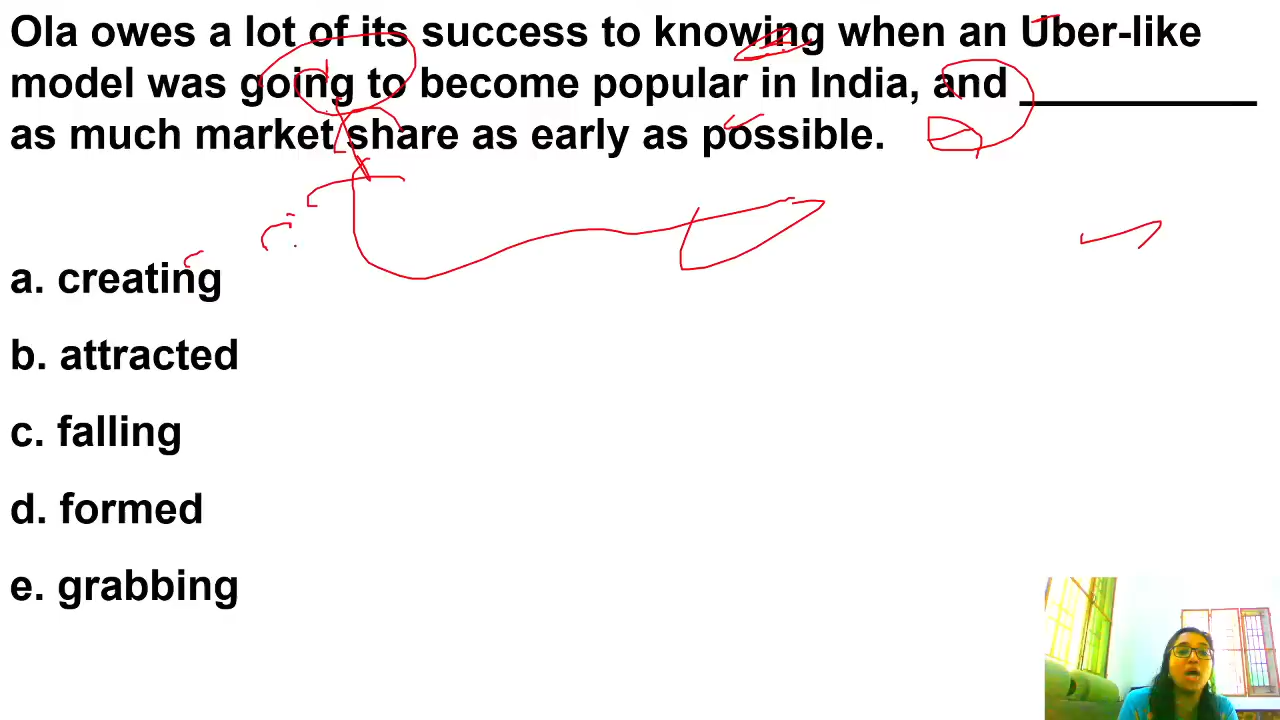 Ola owes a lot of its success to knowing when an Uber-like
model was going to become popular in India, and ___________
as much market share as early as possible.
a. creating
b. attracted
c. falling
d. formed
e. grabbing